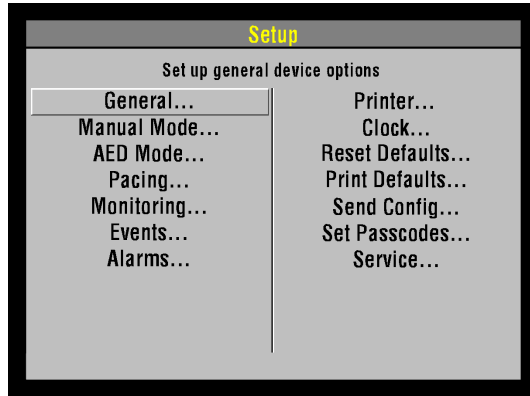 Setup
Set up general device options
General...
Manual Mode...
AED Mode...
Pacing...
Monitoring...
Events...
Alarms...
Printer...
Clock...
Reset Defaults...
Print Defaults...
Send Config...
Set Passcodes...
Service...